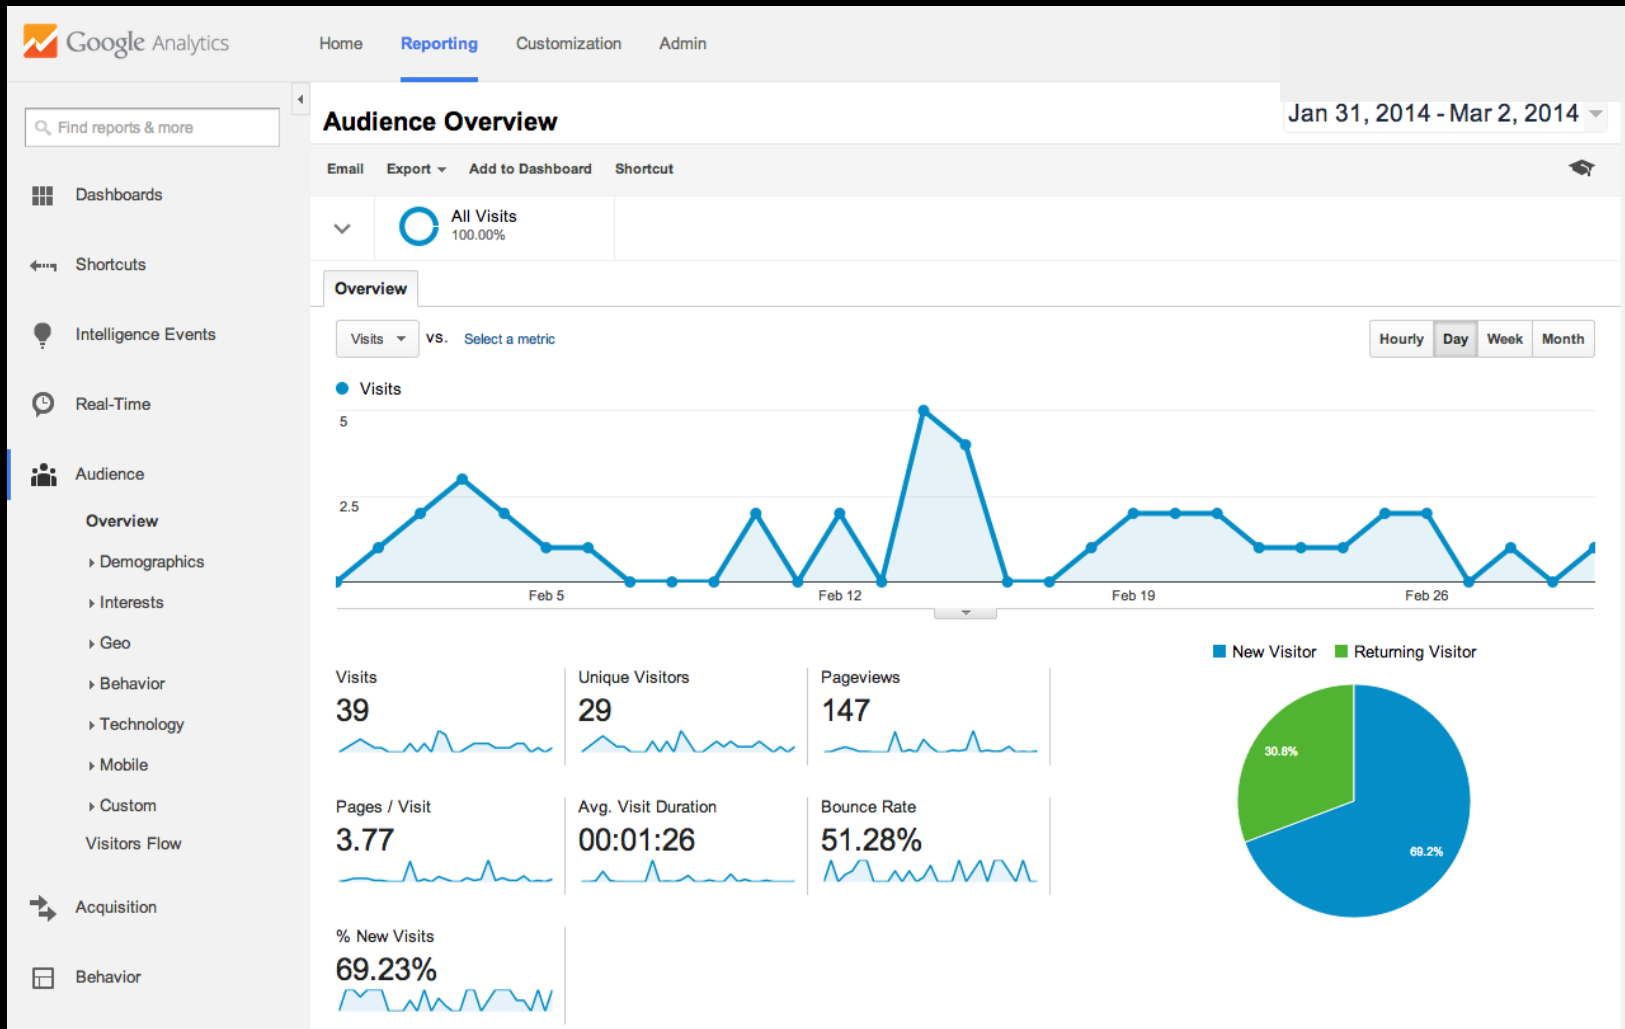 Google Analytics
Home Reporting Customization Admin
Find reports & more
Dashboards
Shortcuts
Intelligence Events
Real-Time
Audience
Overview
Demographics
Interests
Geo
Behavior
Technology
Mobile
Custom
Visitors Flow
Acquisition
Behavior
Audience Overview
Jan 31, 2014 - Mar 2, 2014
Email Export Add to Dashboard Shortcut
All Visits
100.00%
Overview
Visits VS. Select a metric
Hourly Day Week Month
Visits
5
2.5
Feb 5 Feb 12 Feb 19 Feb 26
Visits
39
Unique Visitors
29
Pageviews
147
Pages / Visit
3.77
Avg. Visit Duration
00:01:26
Bounce Rate
51.28%
% New Visits
69.23%
New Visitor Returning Visitor
30.8%
69.2%